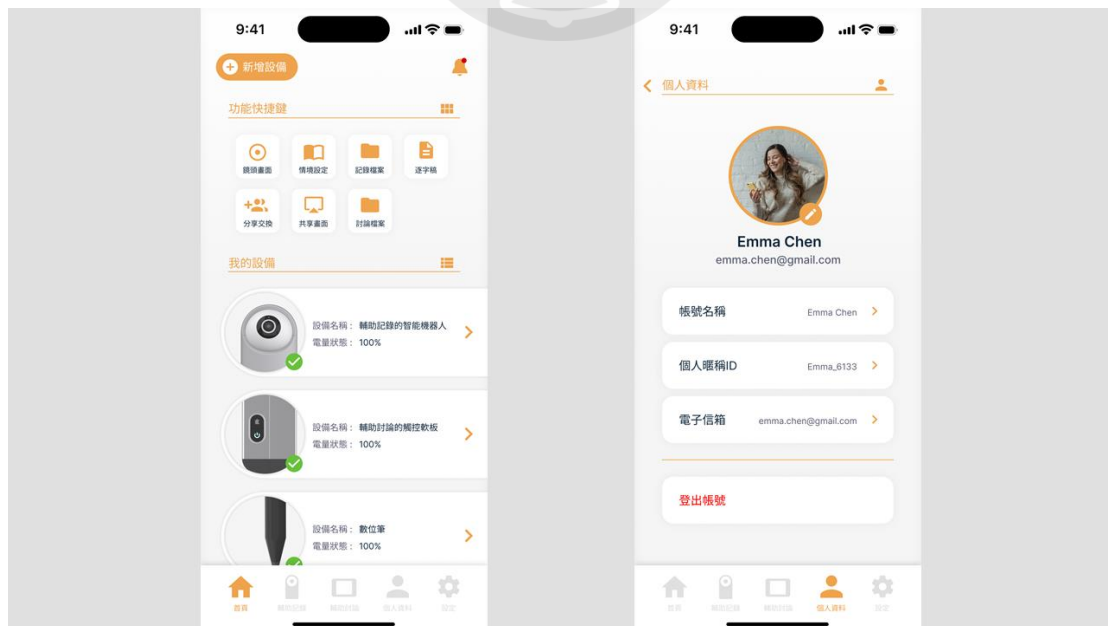 9:41
新增設備
功能快捷鍵
鏡頭畫面
情境設定
記錄檔案
逐字稿
分享交換
共享畫面
討論檔案
我的設備
設備名稱： 輔助記錄的智能機器人
電量狀態： 100%
設備名稱： 輔助討論的觸控軟板
電量狀態： 100%
設備名稱： 數位筆
電量狀態： 100%
首頁
輔助記錄
輔助討論
個人資料
設定
9:41
個人資料
Emma Chen
emma.chen@gmail.com
帳號名稱 Emma Chen
個人暱稱ID Emma_6133
電子信箱 emma.chen@gmail.com
登出帳號
首頁
輔助記錄
輔助討論
個人資料
設定